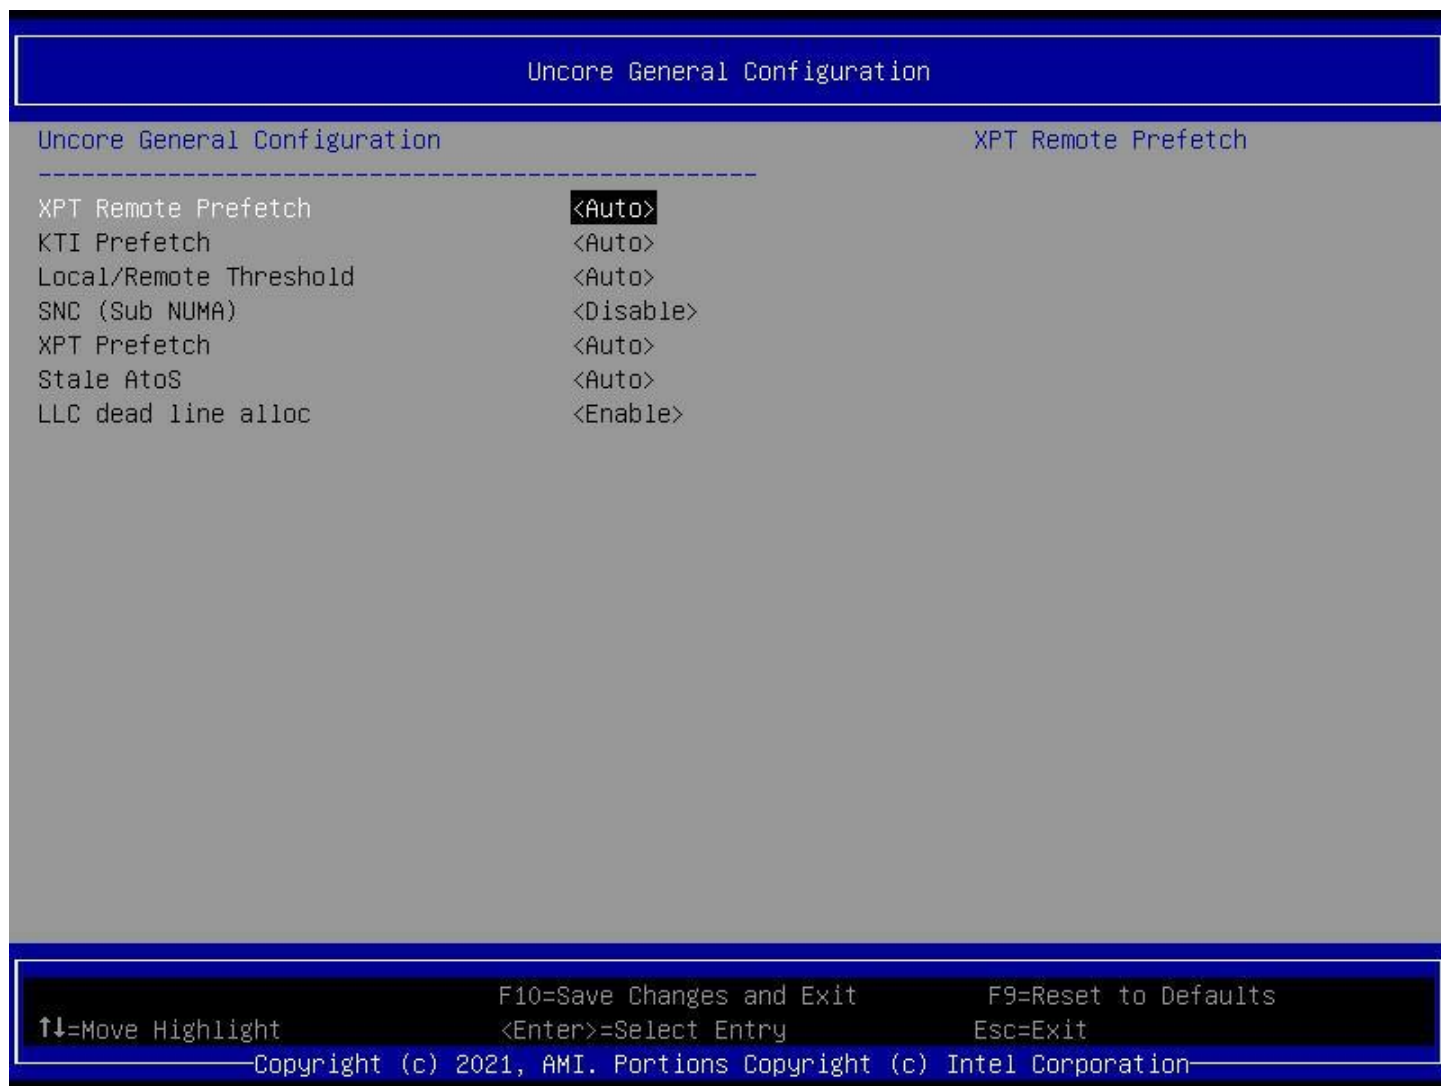 Uncore General Configuration
Uncore General Configuration XPT Remote Prefetch
--------------------------------------------------
XPT Remote Prefetch <Auto>
KTI Prefetch <Auto>
Local/Remote Threshold <Auto>
SNC (Sub NUMA) <Disable>
XPT Prefetch <Auto>
Stale AtoS <Auto>
LLC dead line alloc <Enable>
F10=Save Changes and Exit F9=Reset to Defaults
↑↓=Move Highlight <Enter>=Select Entry Esc=Exit
Copyright (c) 2021, AMI. Portions Copyright (c) Intel Corporation